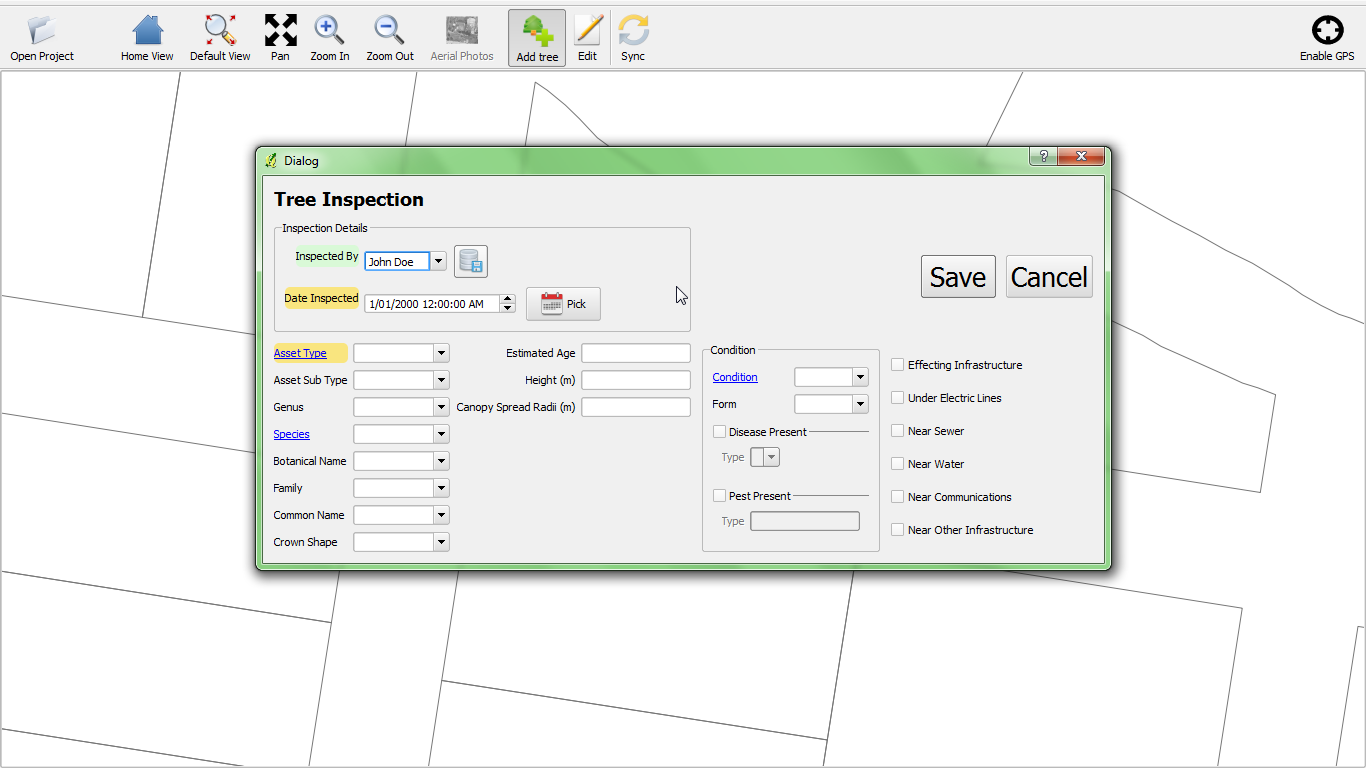 Open Project
Home View
Default View
Pan
Zoom In
Zoom Out
Aerial Photos
Add tree
Edit
Sync
Enable GPS
Dialog
?
Tree Inspection
Inspection Details
Inspected By
John Doe
Date Inspected
1/01/2000 12:00:00 AM
Pick
Save
Cancel
Asset Type
Asset Sub Type
Genus
Species
Botanical Name
Family
Common Name
Crown Shape
Estimated Age
Height (m)
Canopy Spread Radii (m)
Condition
Condition
Form
Disease Present
Type
Pest Present
Type
Effecting Infrastructure
Under Electric Lines
Near Sewer
Near Water
Near Communications
Near Other Infrastructure